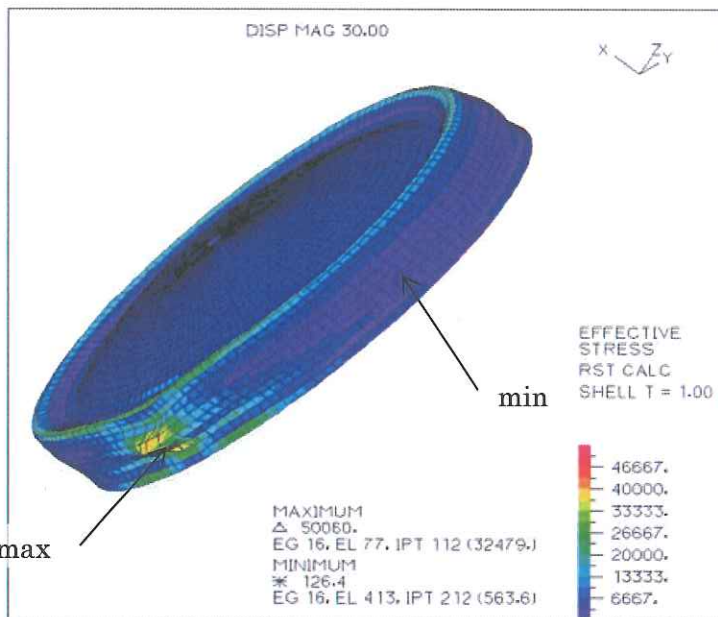 DISP MAG 30.00
X Z Y
EFFECTIVE
STRESS
RST CALC
SHELL T = 1.00
min
46667.
40000.
33333.
26667.
20000.
13333.
6667.
max
MAXIMUM
△ 50060.
EG 16, EL 77, IPT 112 (32479.)
MINIMUM
✳ 126.4
EG 16, EL 413, IPT 212 (563.6)